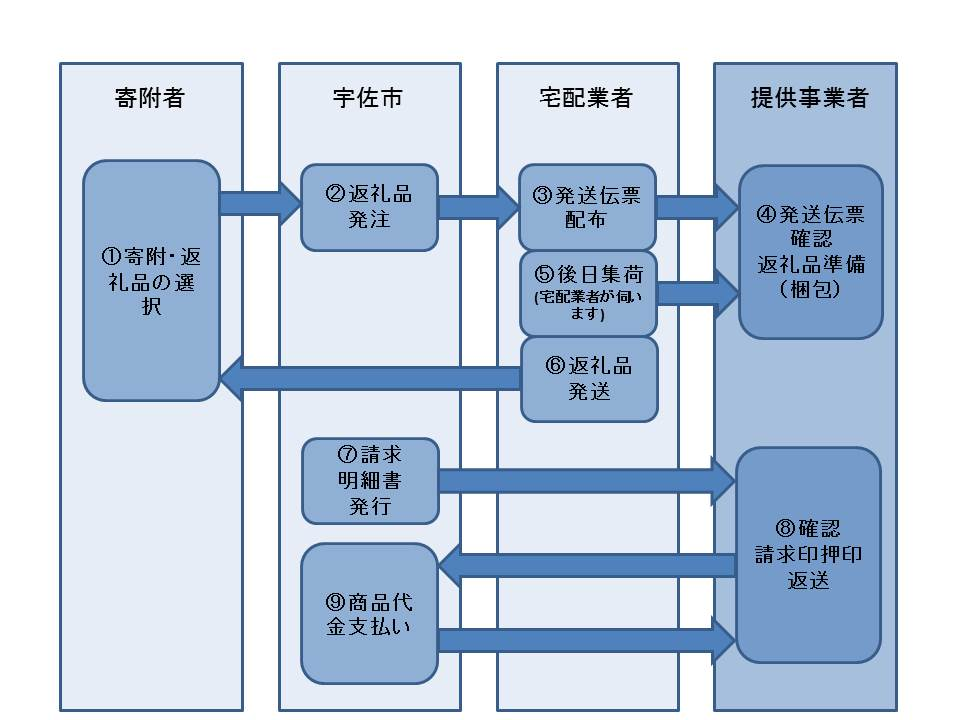 寄附者
宇佐市
宅配業者
提供事業者
①寄附・返
礼品の選
択
②返礼品
発注
③発送伝票
配布
④発送伝票
確認
返礼品準備
（梱包）
⑤後日集荷
(宅配業者が伺い
ます)
⑥返礼品
発送
⑦請求
明細書
発行
⑧確認
請求印押印
返送
⑨商品代
金支払い